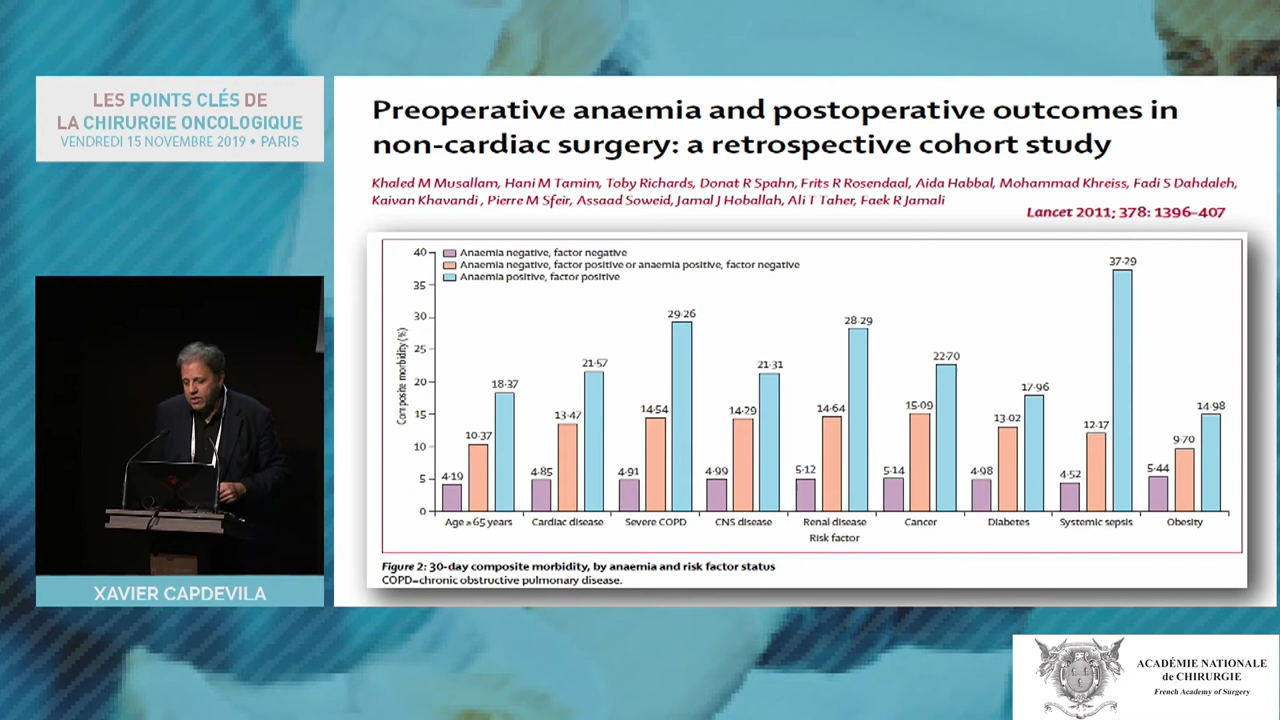 LES POINTS CLÉS DE
LA CHIRURGIE ONCOLOGIQUE
VENDREDI 15 NOVEMBRE 2019 • PARIS
Preoperative anaemia and postoperative outcomes in
non-cardiac surgery: a retrospective cohort study
Khaled M Musallam, Hani M Tamim, Toby Richards, Donat R Spahn, Frits R Rosendaal, Aida Habbal, Mohammad Khreiss, Fadi S Dahdaleh,
Kaivan Khavandi , Pierre M Sfeir, Assaad Soweid, Jamal J Hoballah, Ali T Taher, Faek R Jamali
Lancet 2011; 378: 1396–407
Anaemia negative, factor negative
Anaemia negative, factor positive or anaemia positive, factor negative
Anaemia positive, factor positive
Composite morbidity (%)
40
35
30
25
20
15
10
5
0
4·19 10·37 18·37
4·85 13·47 21·57
4·91 14·54 29·26
4·99 14·29 21·31
5·12 14·64 28·29
5·14 15·09 22·70
4·98 13·02 17·96
4·52 12·17 37·29
5·44 9·70 14·98
Age ≥65 years Cardiac disease Severe COPD CNS disease Renal disease Cancer Diabetes Systemic sepsis Obesity
Risk factor
Figure 2: 30-day composite morbidity, by anaemia and risk factor status
COPD=chronic obstructive pulmonary disease.
XAVIER CAPDEVILA
ACADÉMIE NATIONALE
de CHIRURGIE
French Academy of Surgery